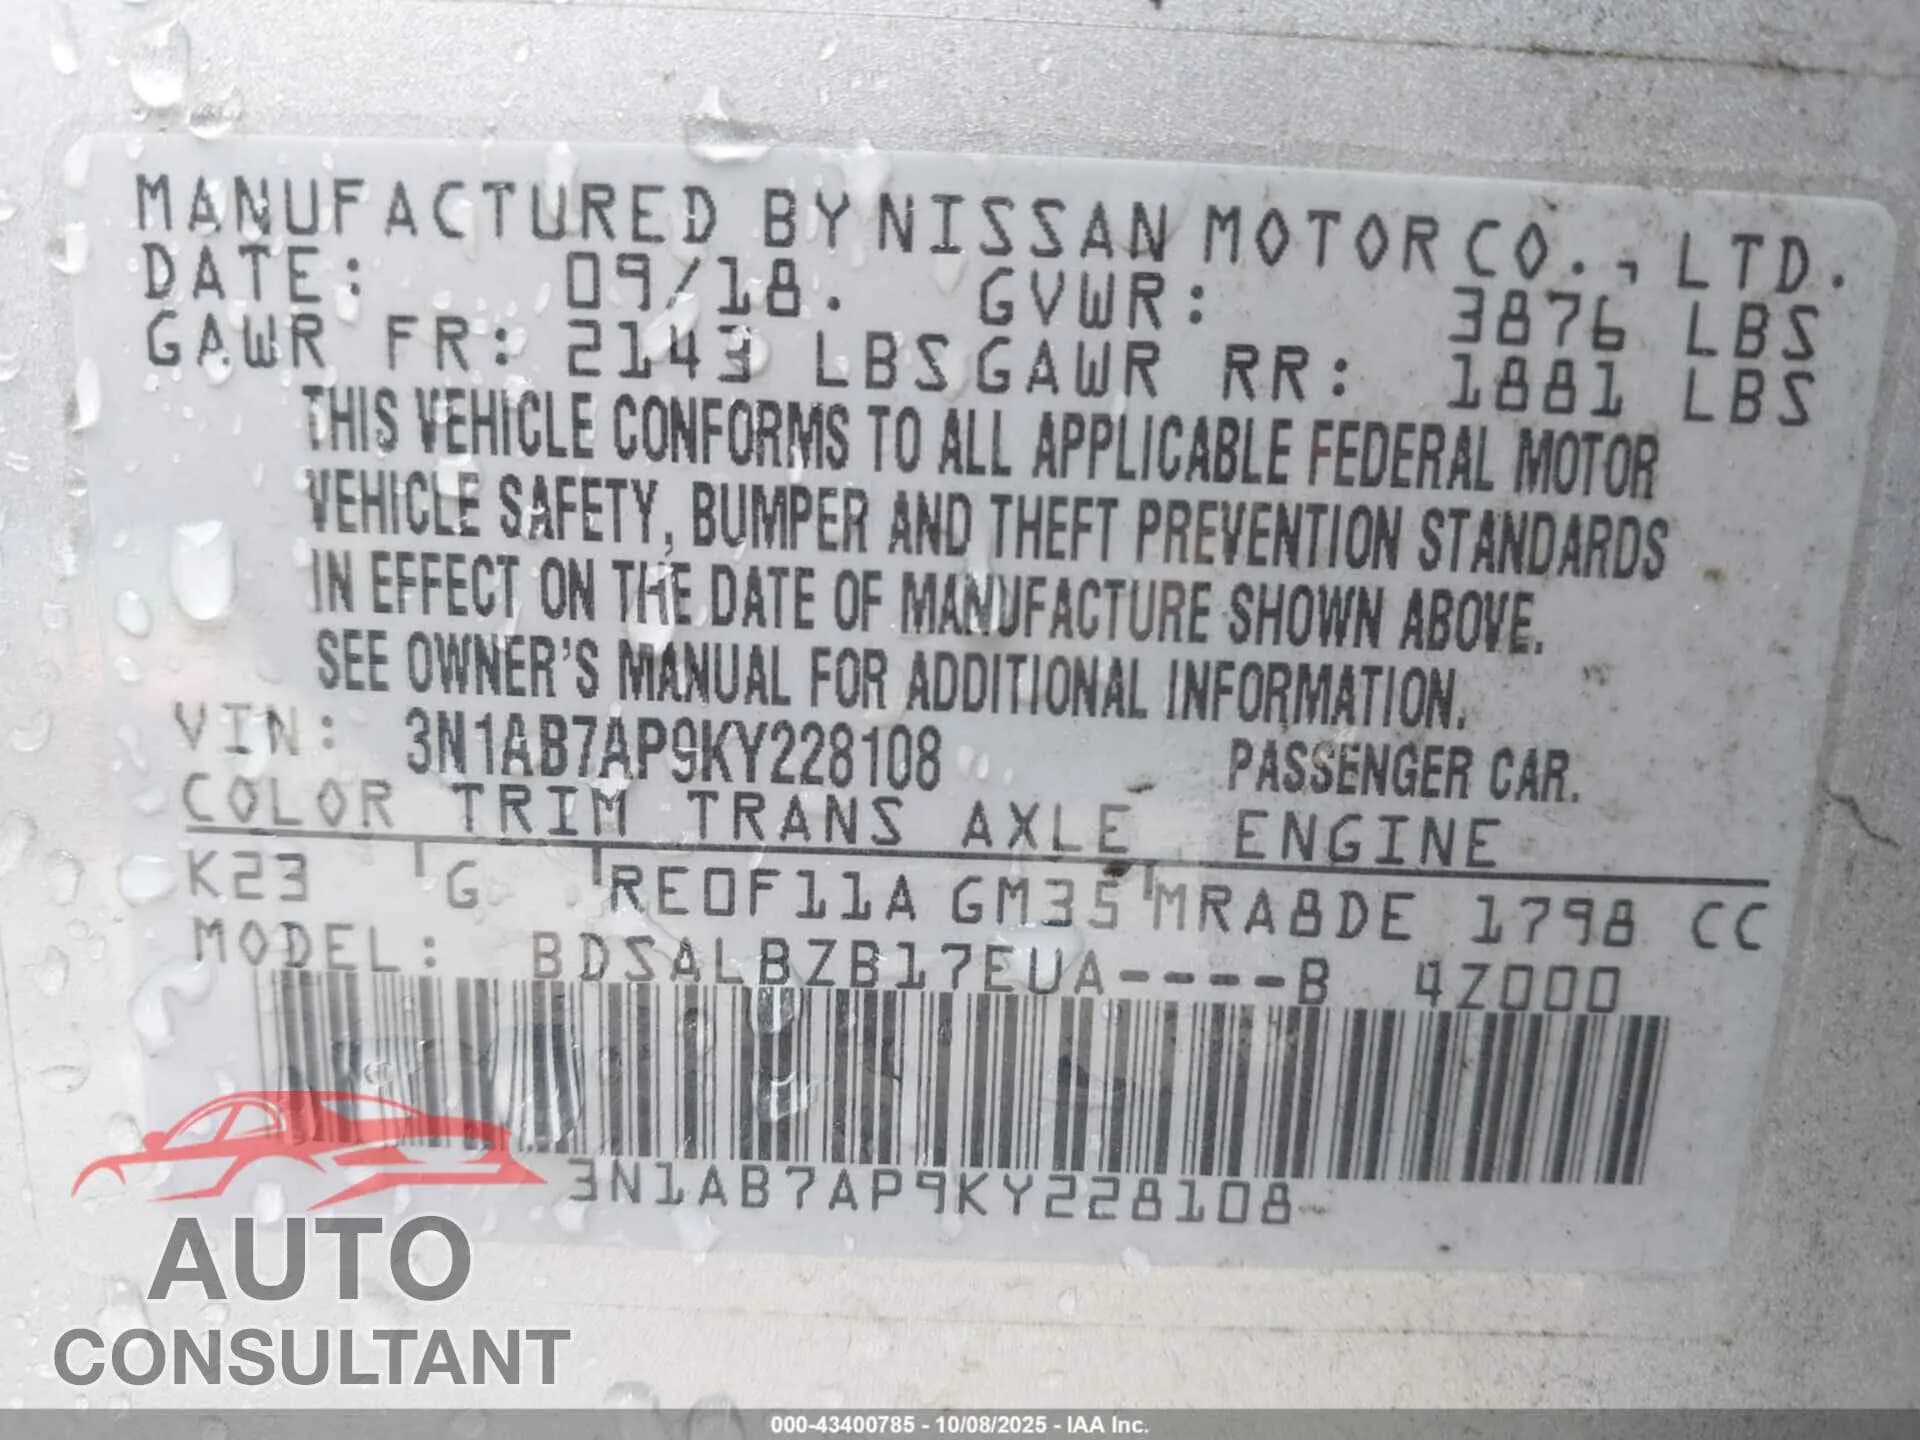 MANUFACTURED BY NISSAN MOTOR CO., LTD.
DATE: 09/18. GVWR: 3876 LBS
GAWR FR: 2143 LBS GAWR RR: 1881 LBS
THIS VEHICLE CONFORMS TO ALL APPLICABLE FEDERAL MOTOR
VEHICLE SAFETY, BUMPER AND THEFT PREVENTION STANDARDS
IN EFFECT ON THE DATE OF MANUFACTURE SHOWN ABOVE.
SEE OWNER'S MANUAL FOR ADDITIONAL INFORMATION.
VIN: 3N1AB7AP9KY228108 PASSENGER CAR.
COLOR TRIM TRANS AXLE ENGINE
K23 G RE0F11A GM35 MRA8DE 1798 CC
MODEL: BDSALBZB17EUA----B 4Z000
3N1AB7AP9KY228108
AUTO
CONSULTANT
000-43400785 - 10/08/2025 - IAA Inc.